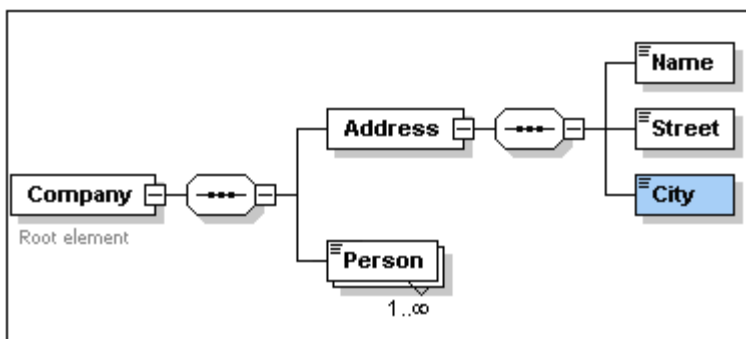 Name
Address
Street
Company
City
Root element
Person
1..∞